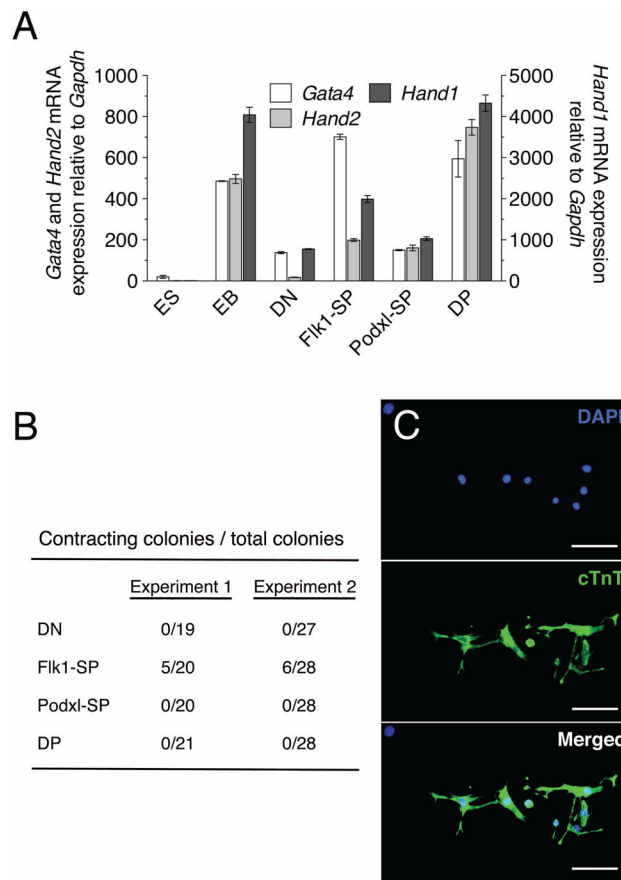 A
Gata4 and Hand2 mRNA
expression relative to Gapdh
1000
800
600
400
200
0
Gata4
Hand2
Hand1
5000
4000
3000
2000
1000
0
Hand1 mRNA expression
relative to Gapdh
ES
EB
DN
Flk1-SP
Podxl-SP
DP
B
Contracting colonies / total colonies
Experiment 1 Experiment 2
DN 0/19 0/27
Flk1-SP 5/20 6/28
Podxl-SP 0/20 0/28
DP 0/21 0/28
C
DAPI
cTnT
Merged